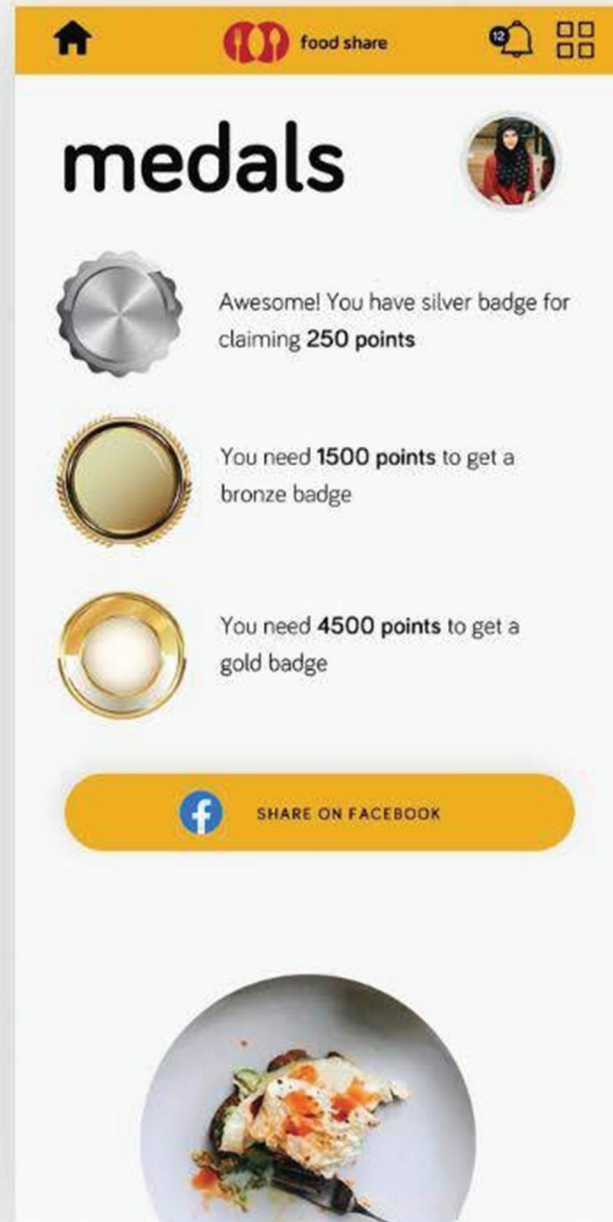 food share
12
medals
Awesome! You have silver badge for
claiming 250 points
You need 1500 points to get a
bronze badge
You need 4500 points to get a
gold badge
SHARE ON FACEBOOK